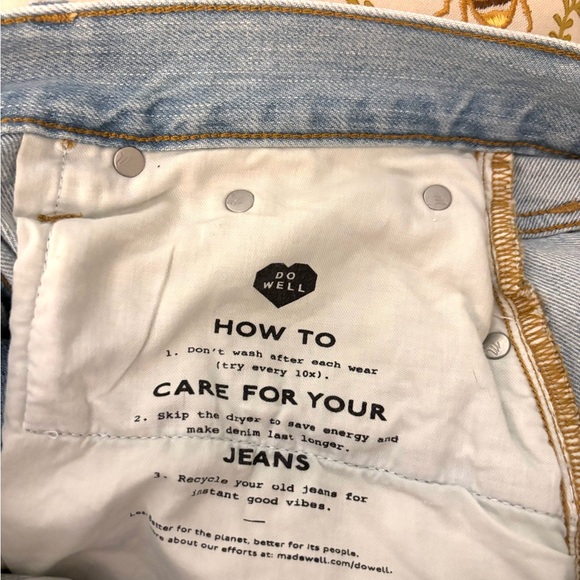 DO
WELL
HOW TO
1. Don't wash after each wear
(try every 10x).
CARE FOR YOUR
2. Skip the dryer to save energy and
make denim last longer.
JEANS
3. Recycle your old jeans for
instant good vibes.
better for the planet, better for its people.
about our efforts at: madewell.com/dowell.